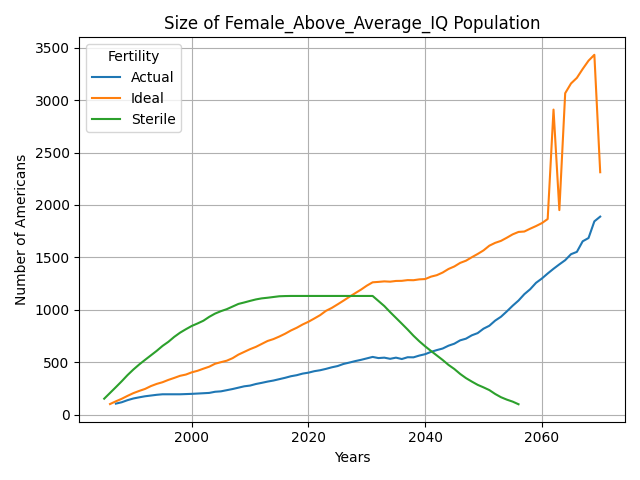 Size of Female_Above_Average_IQ Population
Fertility
Actual
Ideal
Sterile
Number of Americans
3500
3000
2500
2000
1500
1000
500
0
2000
2020
2040
2060
Years